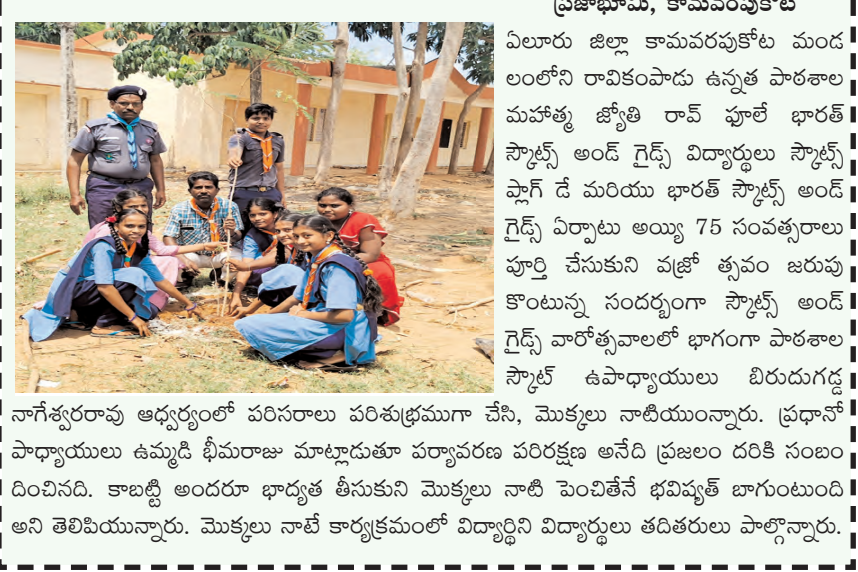 ప్రజాభూమి, కామవరపుకోట
ఏలూరు జిల్లా కామవరపుకోట మండ
లంలోని రావికంపాడు ఉన్నత పాఠశాల
మహాత్మ జ్యోతి రావ్ ఫూలే భారత్
స్కౌట్స్ అండ్ గైడ్స్ విద్యార్థులు స్కౌట్స్
ఫ్లాగ్ డే మరియు భారత్ స్కౌట్స్ అండ్
గైడ్స్ ఏర్పాటు అయ్యి 75 సంవత్సరాలు
పూర్తి చేసుకుని వజ్రో త్సవం జరుపు
కొంటున్న సందర్బంగా స్కౌట్స్ అండ్
గైడ్స్ వారోత్సవాలలో భాగంగా పాఠశాల
స్కౌట్ ఉపాధ్యాయులు బిరుదుగడ్డ
నాగేశ్వరరావు ఆధ్వర్యంలో పరిసరాలు పరిశుభ్రముగా చేసి, మొక్కలు నాటియున్నారు. ప్రధానో
పాధ్యాయులు ఉమ్మడి భీమరాజు మాట్లాడుతూ పర్యావరణ పరిరక్షణ అనేది ప్రజలం దరికి సంబం
దించినది. కాబట్టి అందరూ భాద్యత తీసుకుని మొక్కలు నాటి పెంచితేనే భవిష్యత్ బాగుంటుంది
అని తెలిపియున్నారు. మొక్కలు నాటే కార్యక్రమంలో విద్యార్థిని విద్యార్థులు తదితరులు పాల్గొన్నారు.